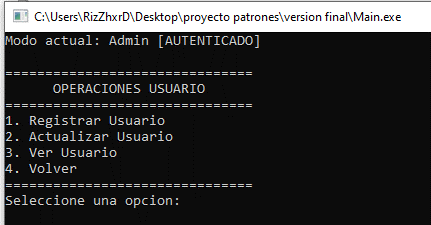 C:\Users\RizZhxrD\Desktop\proyecto patrones\version final\Main.exe
Modo actual: Admin [AUTENTICADO]
===============================
OPERACIONES USUARIO
===============================
1. Registrar Usuario
2. Actualizar Usuario
3. Ver Usuario
4. Volver
===============================
Seleccione una opcion: